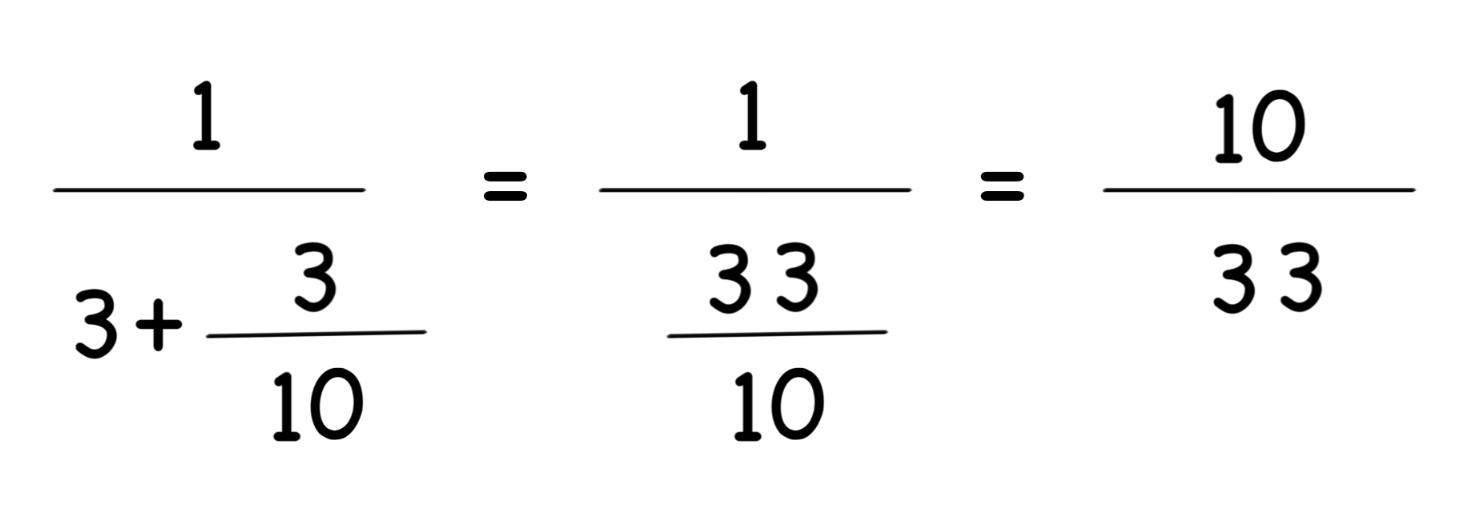 1/(3+3/10) = 1/(33/10) = 10/33